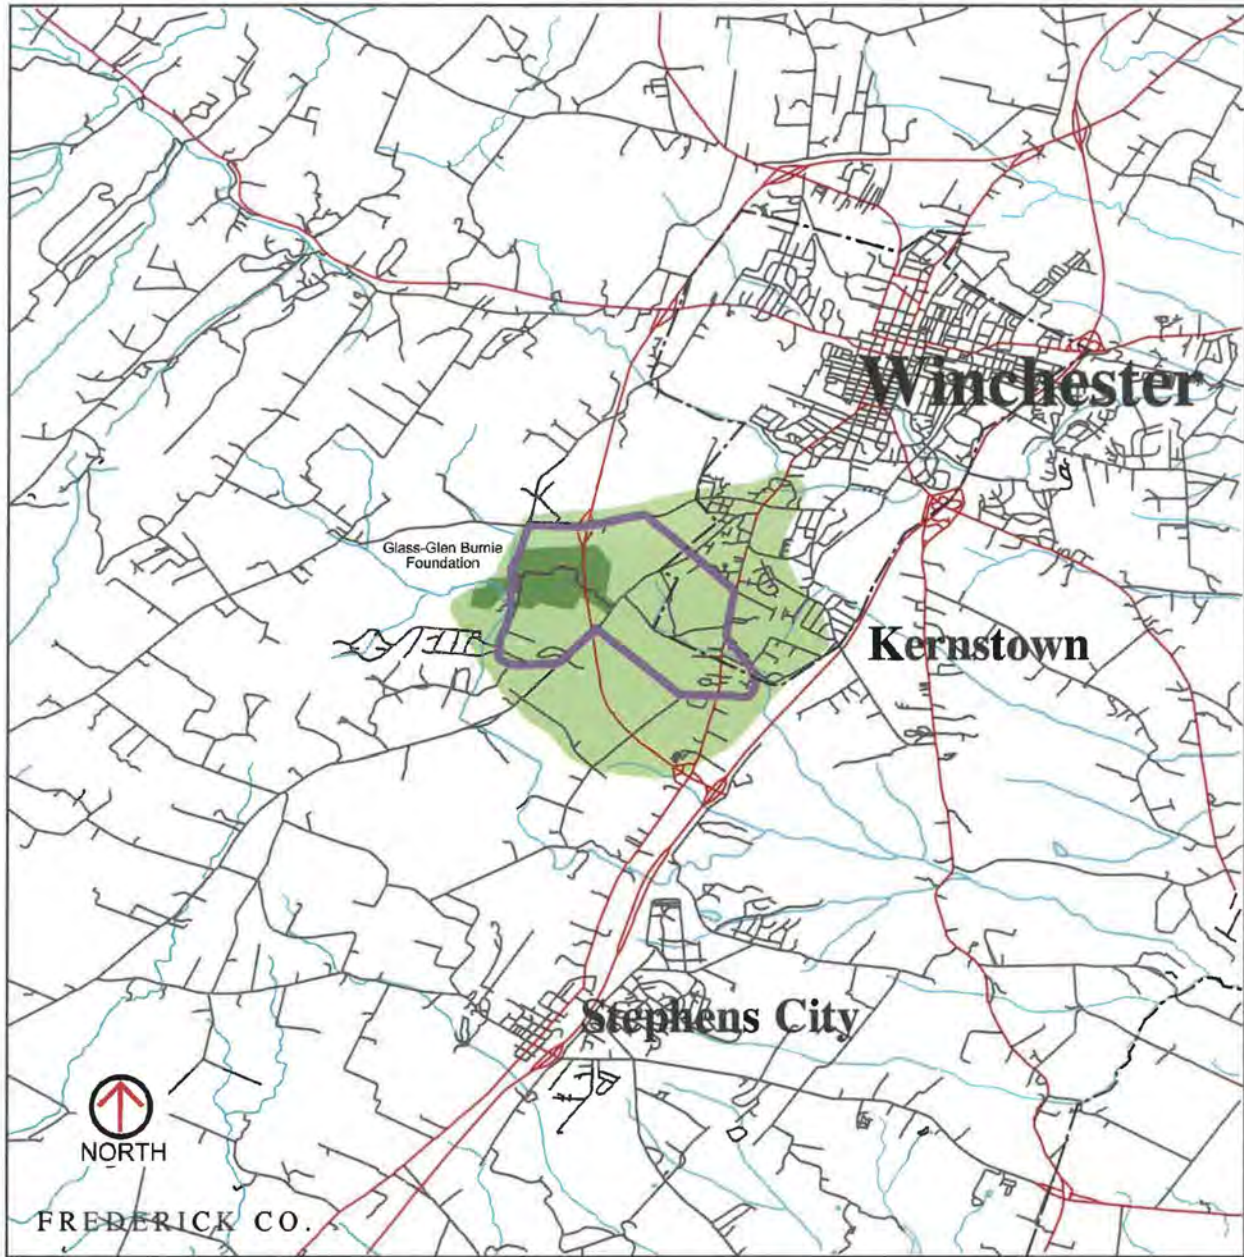 Winchester
Glass-Glen Burnie
Foundation
Kernstown
Stephens City
NORTH
FREDERICK CO.